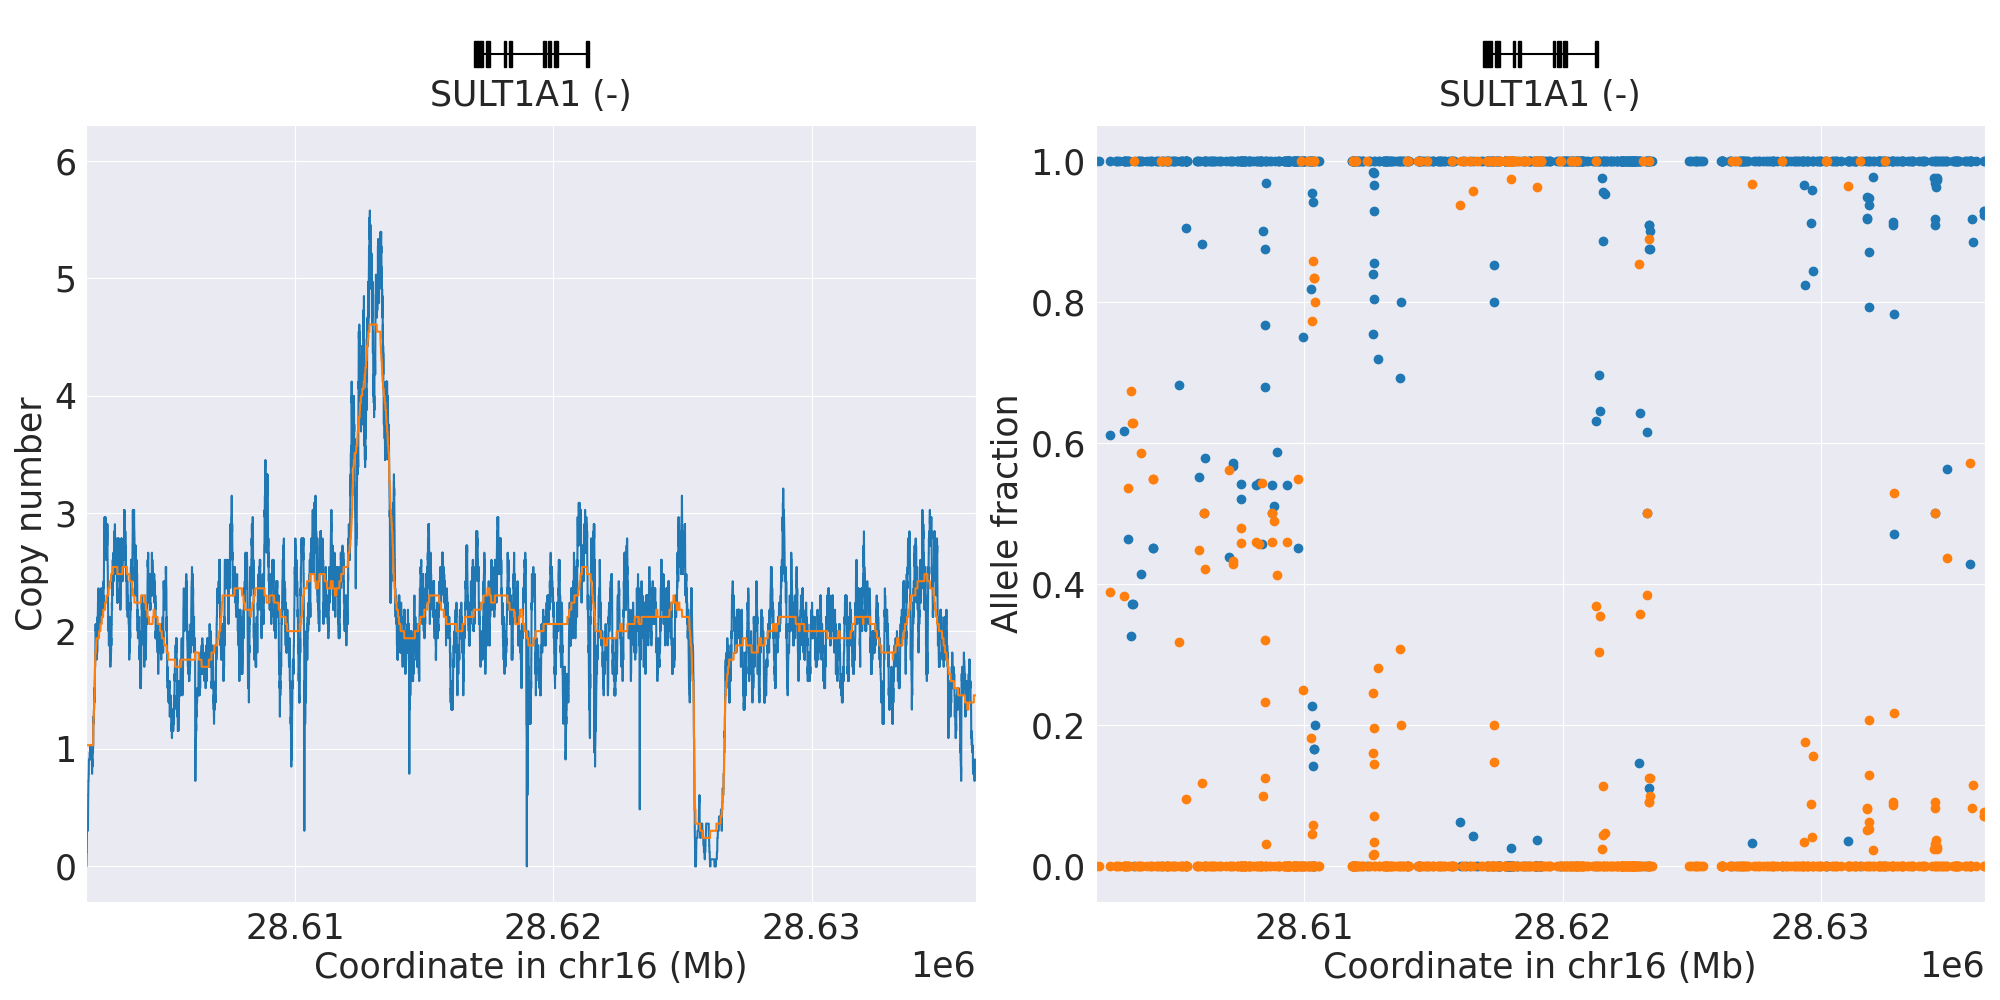 SULT1A1 (-)
Copy number
6
5
4
3
2
1
0
28.61
28.62
28.63
Coordinate in chr16 (Mb)
1e6
SULT1A1 (-)
Allele fraction
1.0
0.8
0.6
0.4
0.2
0.0
28.61
28.62
28.63
Coordinate in chr16 (Mb)
1e6